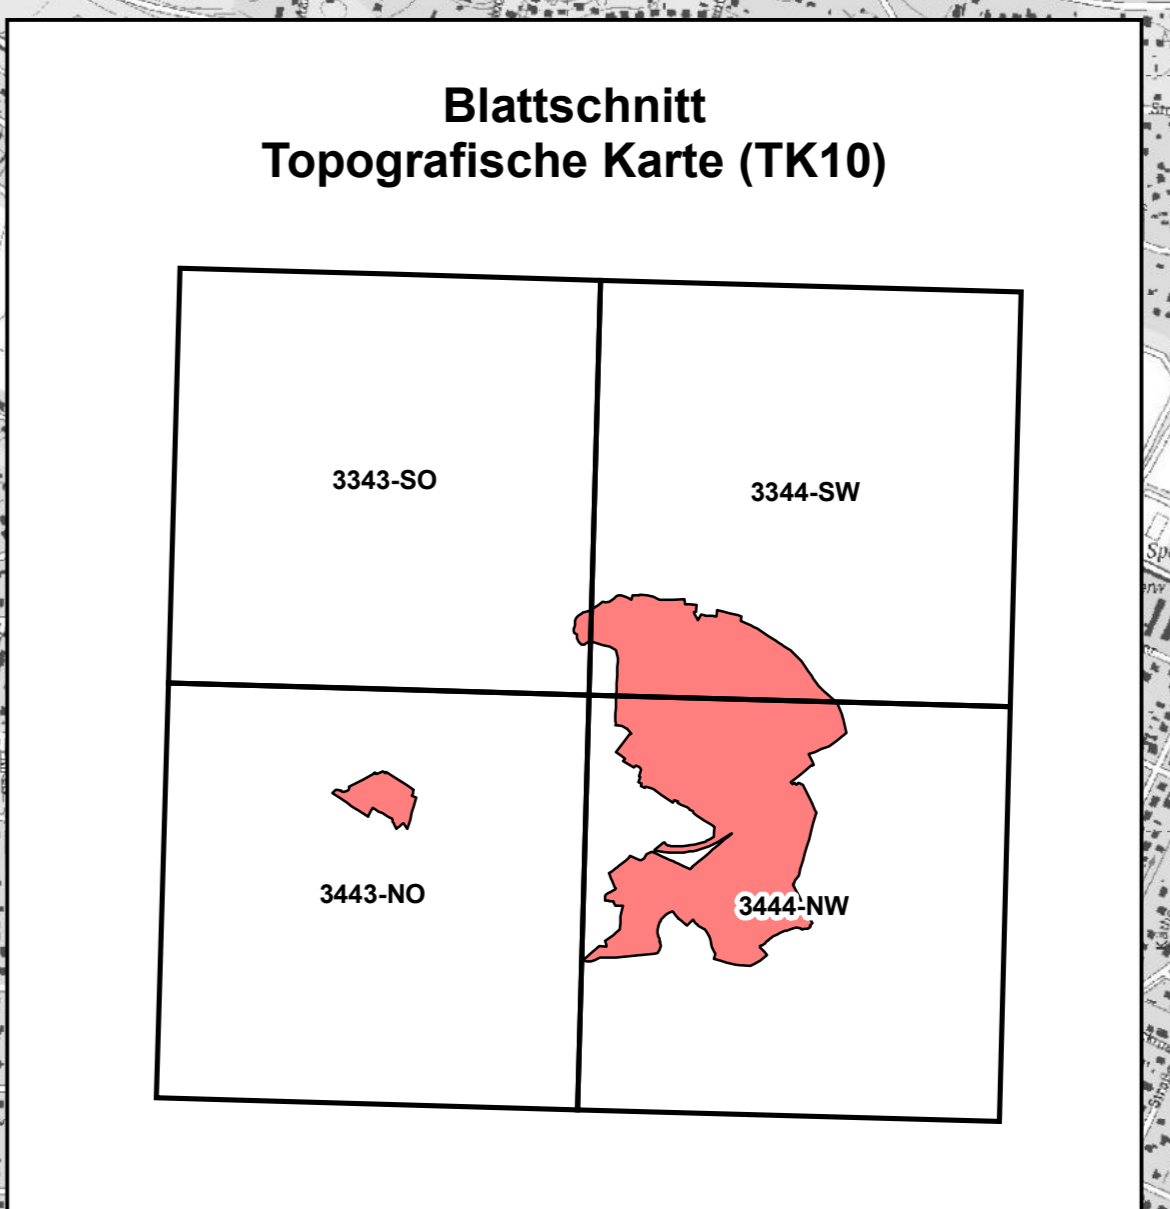 Blattschnitt
Topografische Karte (TK10)
3343-SO
3344-SW
3443-NO
3444-NW